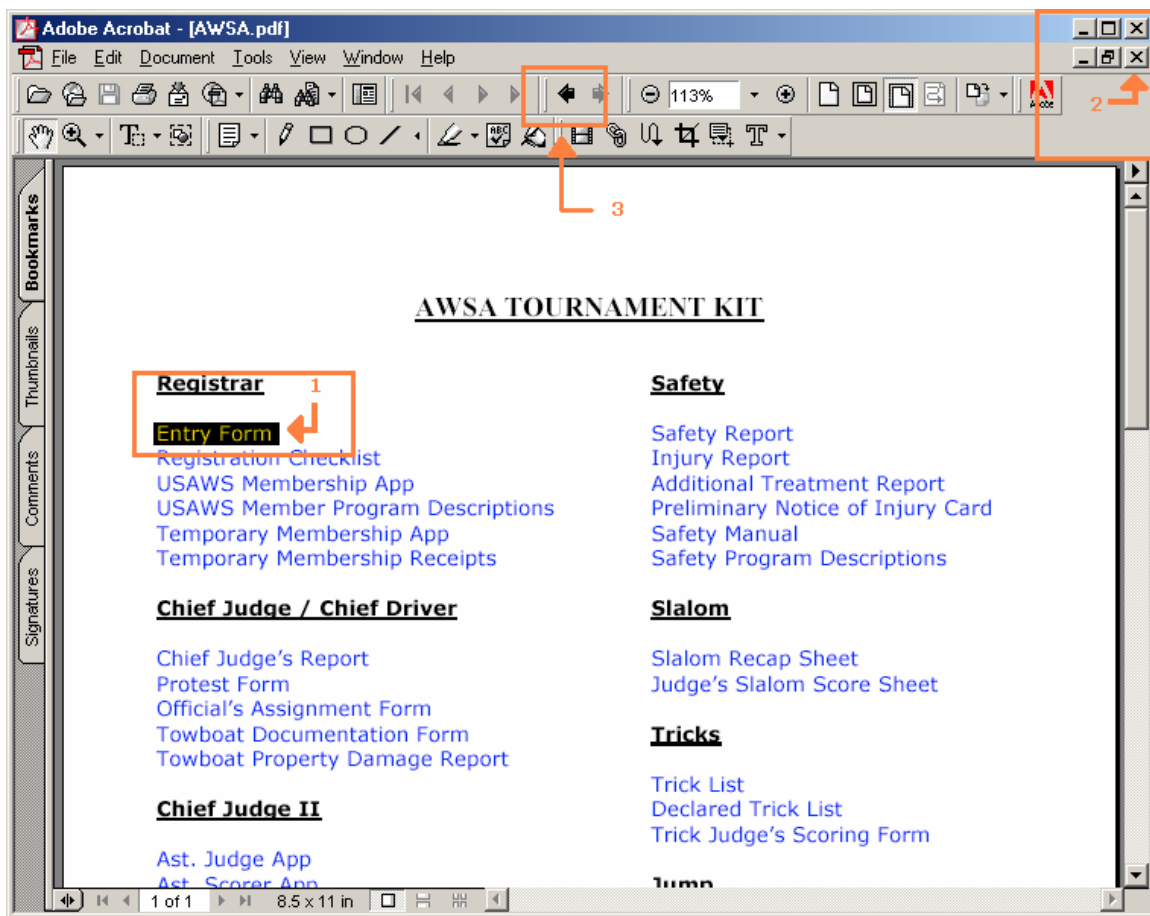 Adobe Acrobat - [AWSA.pdf]
File Edit Document Tools View Window Help
113%
Adobe
2
3
Bookmarks
Thumbnails
Comments
Signatures
AWSA TOURNAMENT KIT
Registrar
1
Entry Form
Registration Checklist
USAWS Membership App
USAWS Member Program Descriptions
Temporary Membership App
Temporary Membership Receipts
Chief Judge / Chief Driver
Chief Judge's Report
Protest Form
Official's Assignment Form
Towboat Documentation Form
Towboat Property Damage Report
Chief Judge II
Ast. Judge App
Ast. Scorer App
Safety
Safety Report
Injury Report
Additional Treatment Report
Preliminary Notice of Injury Card
Safety Manual
Safety Program Descriptions
Slalom
Slalom Recap Sheet
Judge's Slalom Score Sheet
Tricks
Trick List
Declared Trick List
Trick Judge's Scoring Form
Jump
1 of 1
8.5 x 11 in